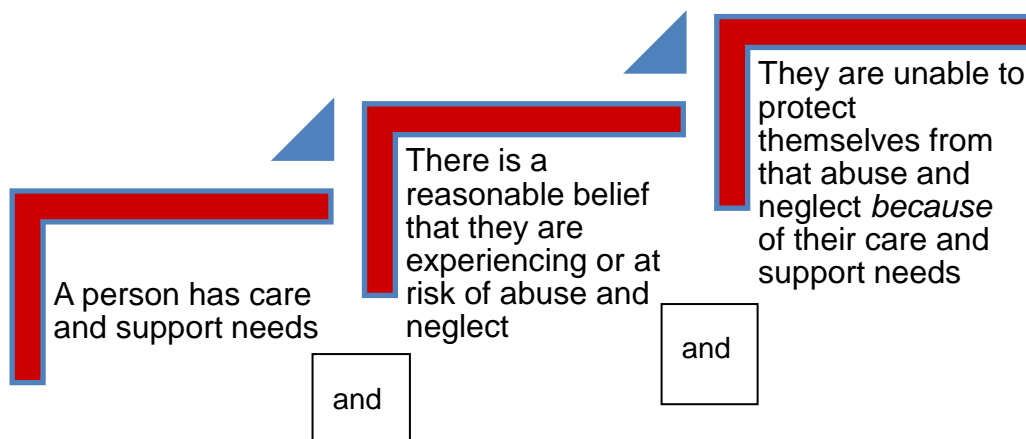 A person has care
and support needs
and
There is a
reasonable belief
that they are
experiencing or at
risk of abuse and
neglect
and
They are unable to
protect
themselves from
that abuse and
neglect because
of their care and
support needs